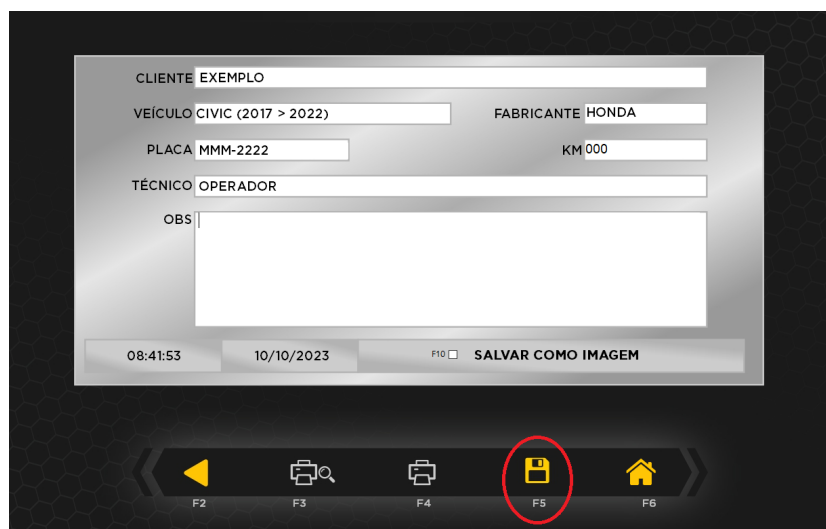 CLIENTE EXEMPLO
VEÍCULO CIVIC (2017 > 2022) FABRICANTE HONDA
PLACA MMM-2222 KM 000
TÉCNICO OPERADOR
OBS
08:41:53 10/10/2023 F10 SALVAR COMO IMAGEM
F2 F3 F4 F5 F6